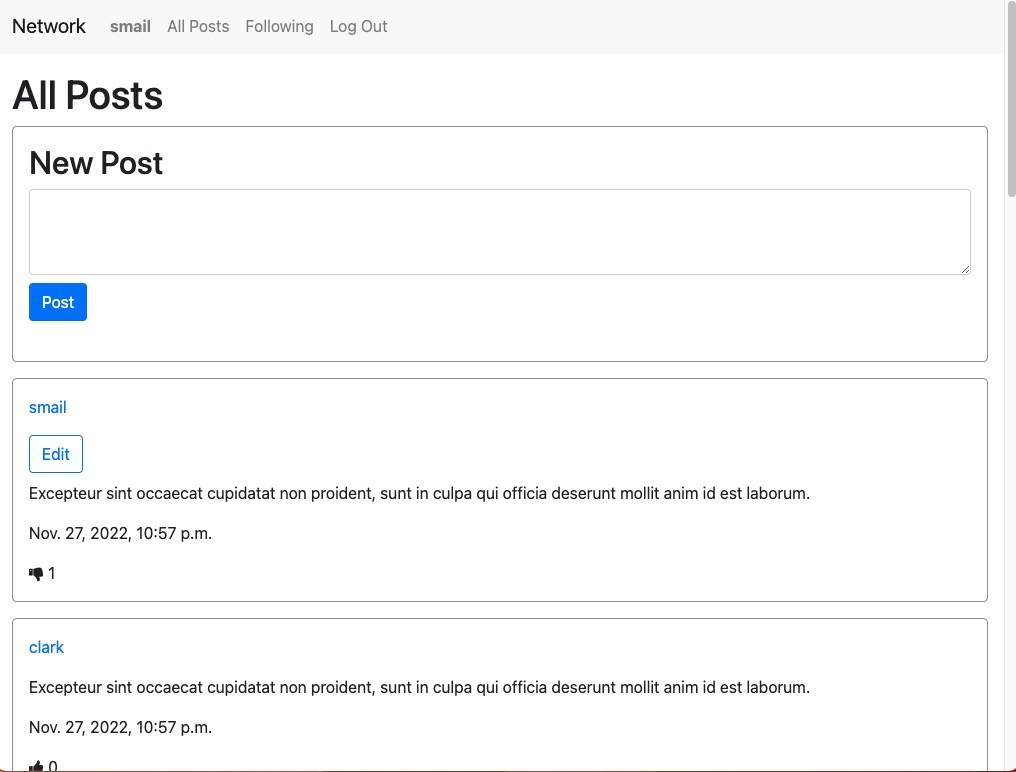 Network smail All Posts Following Log Out
All Posts
New Post
Post
smail
Edit
Excepteur sint occaecat cupidatat non proident, sunt in culpa qui officia deserunt mollit anim id est laborum.
Nov. 27, 2022, 10:57 p.m.
1
clark
Excepteur sint occaecat cupidatat non proident, sunt in culpa qui officia deserunt mollit anim id est laborum.
Nov. 27, 2022, 10:57 p.m.
0